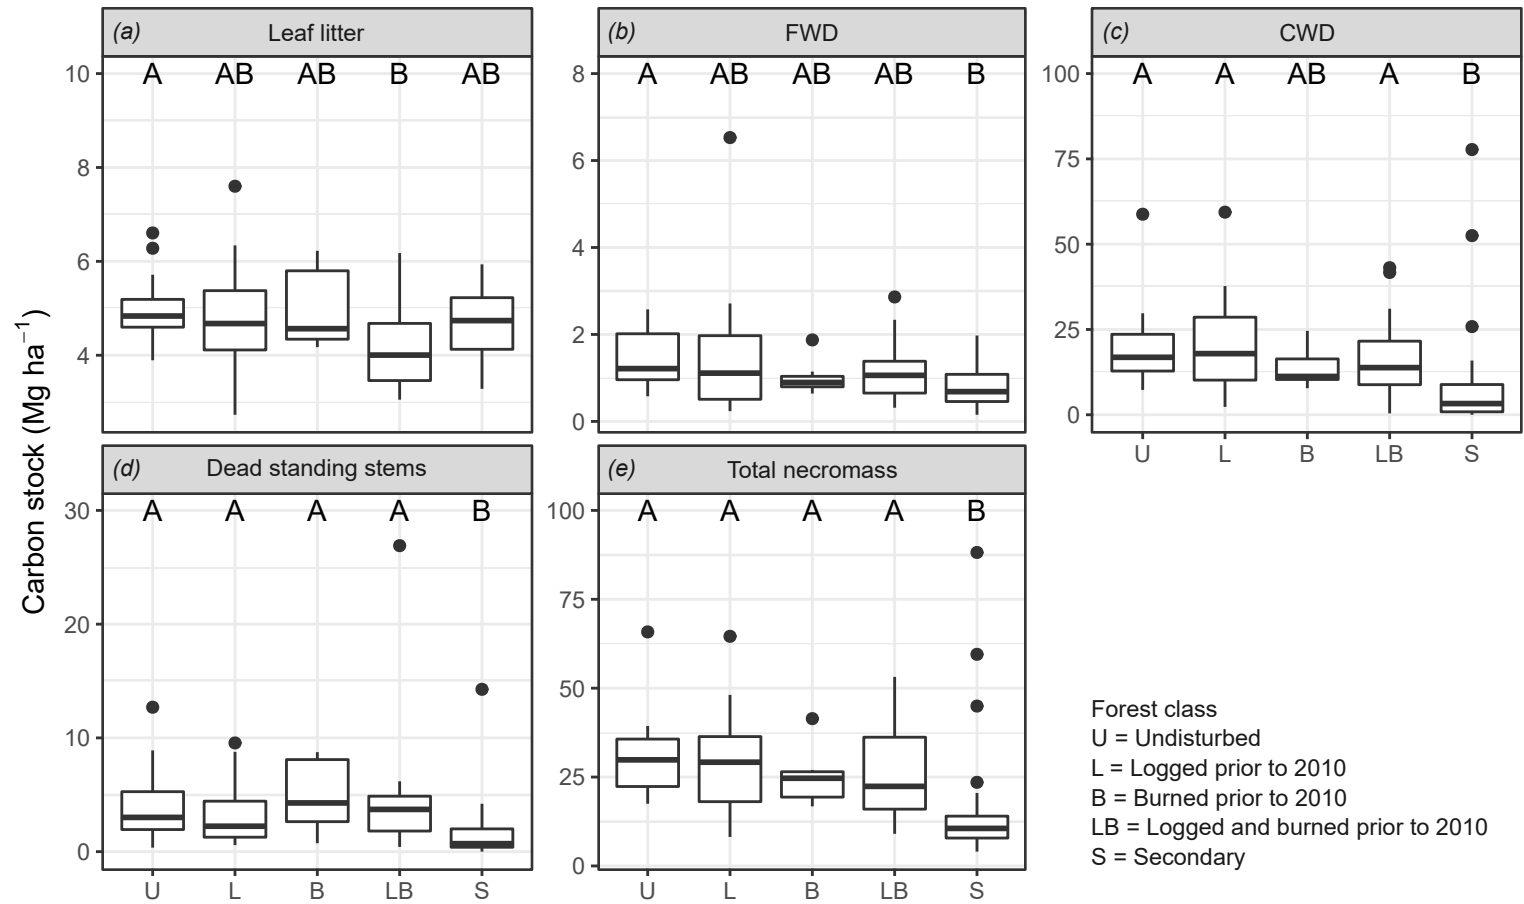 Carbon stock (Mg ha⁻¹)
(a) Leaf litter
A AB AB B AB
10
8
6
4
(b) FWD
A AB AB AB B
8
6
4
2
0
(c) CWD
A A AB A B
100
75
50
25
0
U L B LB S
(d) Dead standing stems
A A A A B
30
20
10
0
U L B LB S
(e) Total necromass
A A A A B
100
75
50
25
0
U L B LB S
Forest class
U = Undisturbed
L = Logged prior to 2010
B = Burned prior to 2010
LB = Logged and burned prior to 2010
S = Secondary